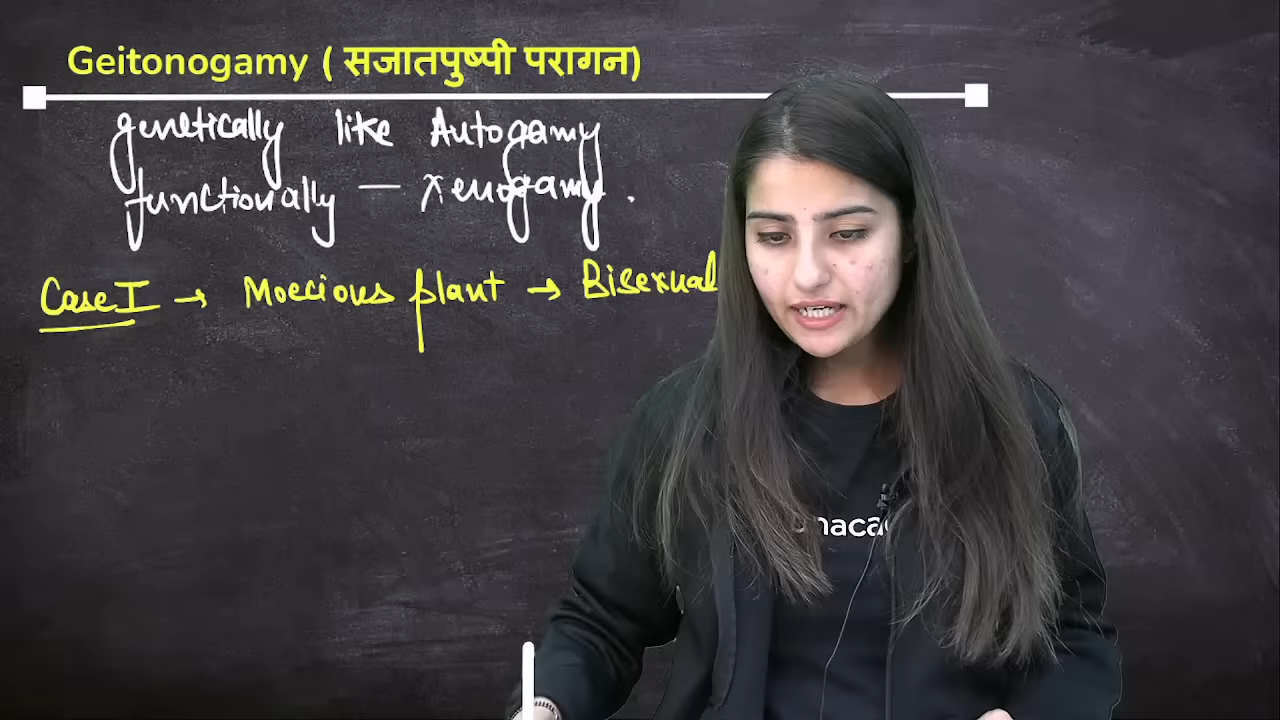 Geitonogamy ( सजातपुष्पी परागन)
genetically like Autogamy
functionally — Xenogamy.
Case I → Moecious plant → Bisexual